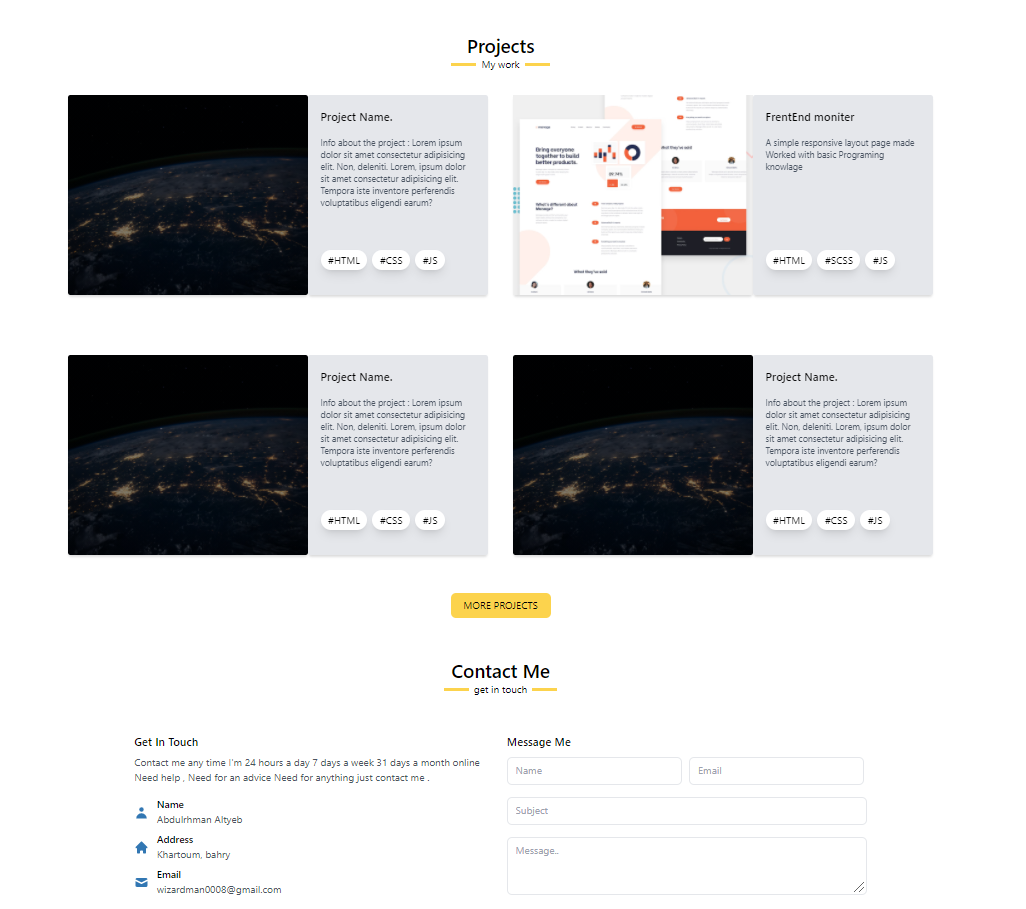 Projects
My work
Project Name.
Info about the project : Lorem ipsum
dolor sit amet consectetur adipisicing
elit. Non, deleniti. Lorem, ipsum dolor
sit amet consectetur adipisicing elit.
Tempora iste inventore perferendis
voluptatibus eligendi earum?
#HTML #CSS #JS
Bring everyone
together to build
better products.
What's different about
Manage?
What they've said
FrentEnd moniter
A simple responsive layout page made
Worked with basic Programing
knowlage
#HTML #SCSS #JS
Project Name.
Info about the project : Lorem ipsum
dolor sit amet consectetur adipisicing
elit. Non, deleniti. Lorem, ipsum dolor
sit amet consectetur adipisicing elit.
Tempora iste inventore perferendis
voluptatibus eligendi earum?
#HTML #CSS #JS
Project Name.
Info about the project : Lorem ipsum
dolor sit amet consectetur adipisicing
elit. Non, deleniti. Lorem, ipsum dolor
sit amet consectetur adipisicing elit.
Tempora iste inventore perferendis
voluptatibus eligendi earum?
#HTML #CSS #JS
MORE PROJECTS
Contact Me
get in touch
Get In Touch
Contact me any time I'm 24 hours a day 7 days a week 31 days a month online
Need help , Need for an advice Need for anything just contact me .
Name
Abdulrhman Altyeb
Address
Khartoum, bahry
Email
wizardman0008@gmail.com
Message Me
Name Email
Subject
Message..